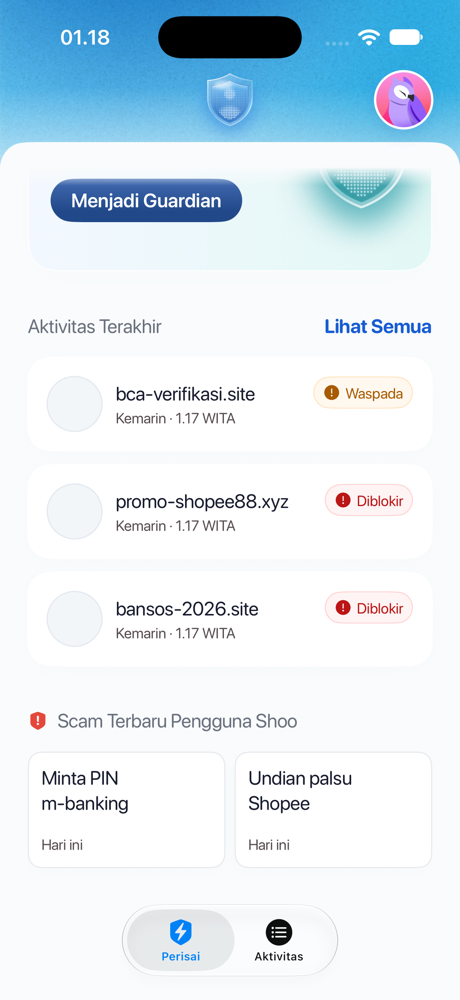 01.18
Menjadi Guardian
Aktivitas Terakhir
Lihat Semua
bca-verifikasi.site
Waspada
Kemarin · 1.17 WITA
promo-shopee88.xyz
Diblokir
Kemarin · 1.17 WITA
bansos-2026.site
Diblokir
Kemarin · 1.17 WITA
Scam Terbaru Pengguna Shoo
Minta PIN
m-banking
Hari ini
Undian palsu
Shopee
Hari ini
Perisai
Aktivitas